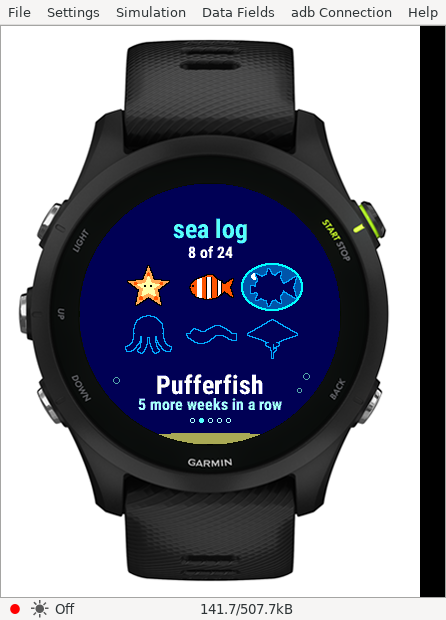 File Settings Simulation Data Fields adb Connection Help
LIGHT
START STOP
sea log
8 of 24
UP
Pufferfish
5 more weeks in a row
DOWN
BACK
GARMIN
Off
141.7/507.7kB